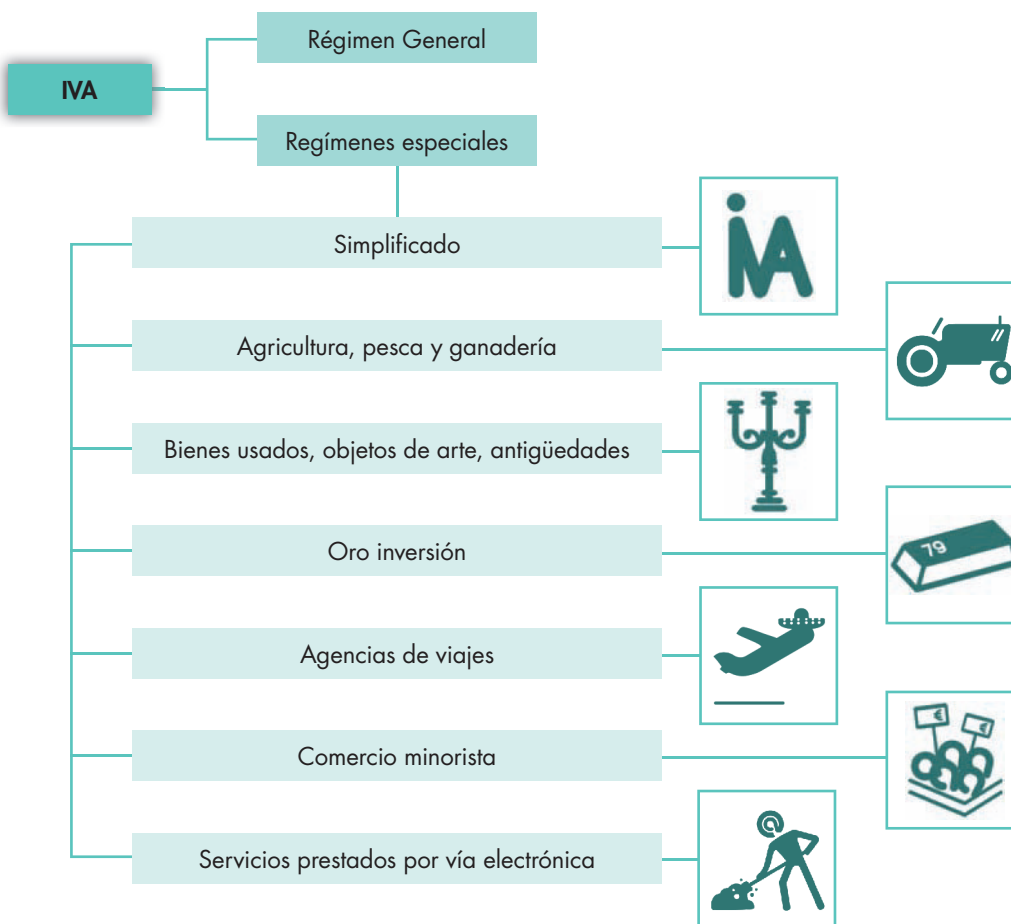 Régimen General
IVA
Regímenes especiales
Simplificado
iVA
Agricultura, pesca y ganadería
Bienes usados, objetos de arte, antigüedades
Oro inversión
79
Agencias de viajes
€
€
Comercio minorista
Servicios prestados por vía electrónica
@